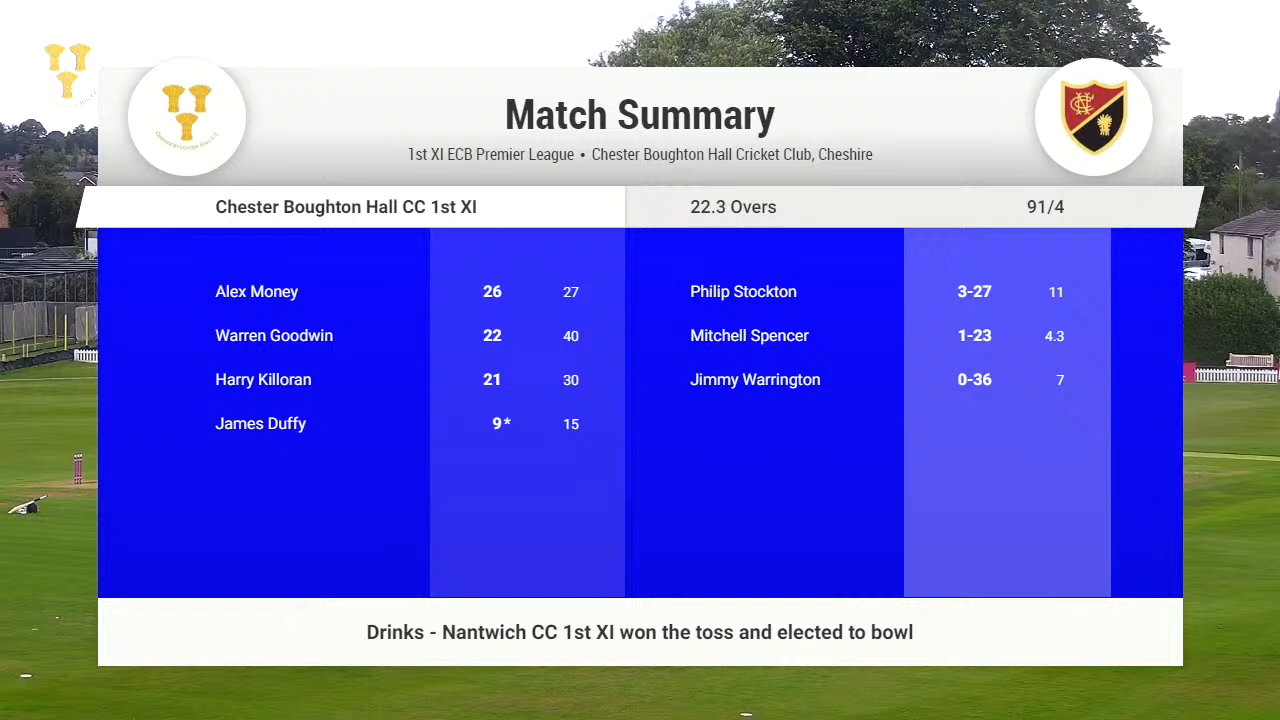 Match Summary
1st XI ECB Premier League • Chester Boughton Hall Cricket Club, Cheshire
Chester Boughton Hall CC 1st XI 22.3 Overs 91/4
Alex Money 26 27 Philip Stockton 3-27 11
Warren Goodwin 22 40 Mitchell Spencer 1-23 4.3
Harry Killoran 21 30 Jimmy Warrington 0-36 7
James Duffy 9* 15
Drinks - Nantwich CC 1st XI won the toss and elected to bowl